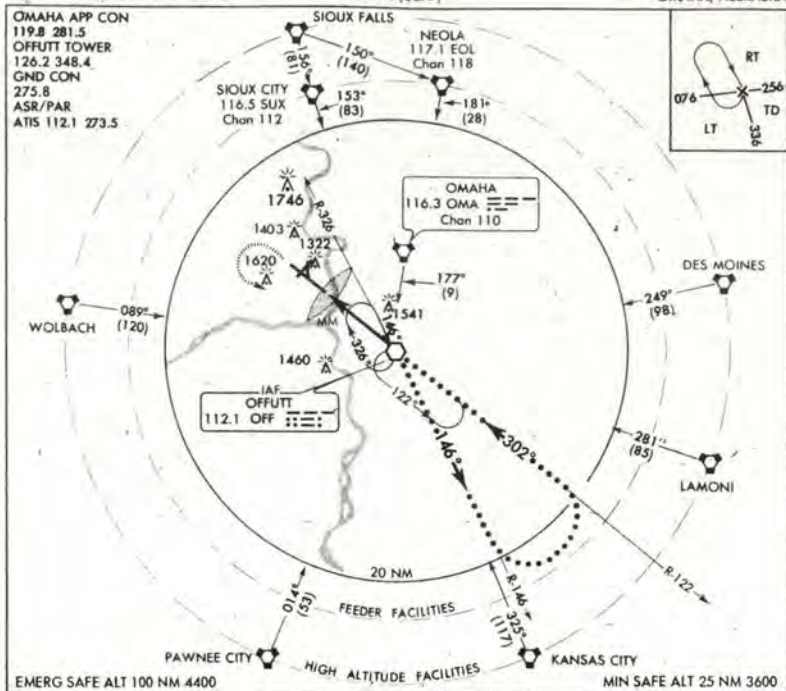 OMAHA APP CON
119.8 281.5
OFFUTT TOWER
126.2 348.4
GND CON
275.8
ASR/PAR
ATIS 112.1 273.5
SIOUX FALLS
156°
(81)
150°
(140)
NEOLA
117.1 EOL
Chan 118
SIOUX CITY
116.5 SUX
Chan 112
153°
(83)
181°
(28)
RT
076
256
TD
LT
336
OMAHA
116.3 OMA
Chan 110
1746
R-326
1403
1322
1620
177°
(9)
1541
DES MOINES
249°
(98)
WOLBACH
089°
(120)
MM
146°
326°
1460
IAF
OFFUTT
112.1 OFF
122°
146°
302°
281°
(85)
LAMONI
20 NM
R-146
325°
(117)
R-122
014°
(53)
FEEDER FACILITIES
PAWNEE CITY
HIGH ALTITUDE FACILITIES
KANSAS CITY
EMERG SAFE ALT 100 NM 4400
MIN SAFE ALT 25 NM 3600